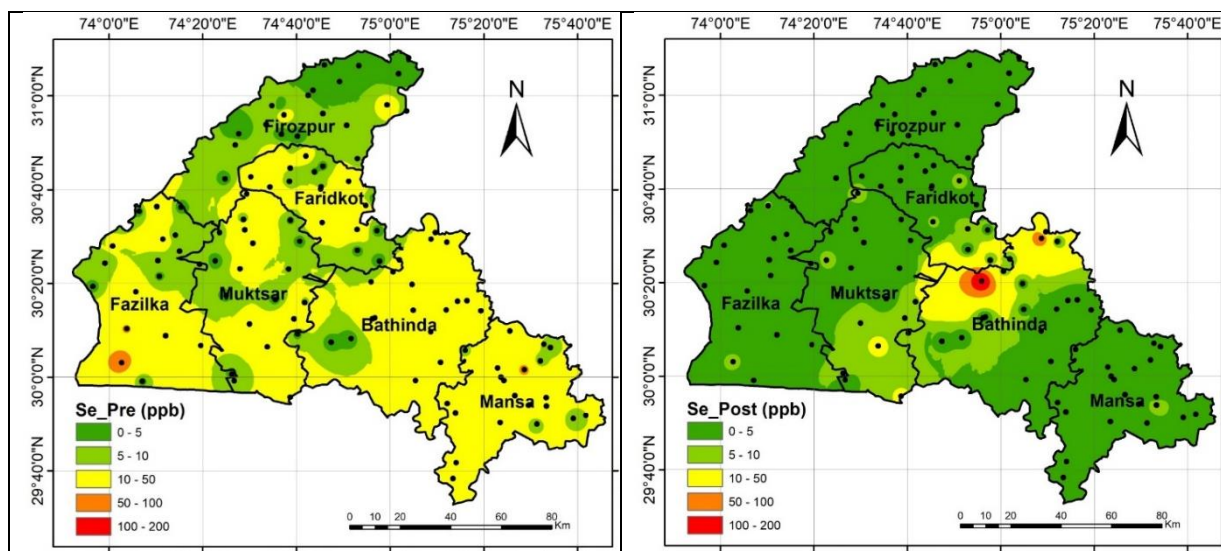 74°0'0"E 74°20'0"E 74°40'0"E 75°0'0"E 75°20'0"E 75°40'0"E
N
31°0'0"N
Firozpur
30°40'0"N
Faridkot
30°20'0"N
Fazilka
Muktsar
Bathinda
30°0'0"N
Mansa
Se_Pre (ppb)
0 - 5
5 - 10
29°40'0"N
10 - 50
50 - 100
100 - 200
0 10 20 40 60 80
Km
74°0'0"E 74°20'0"E 74°40'0"E 75°0'0"E 75°20'0"E 75°40'0"E
N
31°0'0"N
Firozpur
30°40'0"N
Faridkot
30°20'0"N
Fazilka
Muktsar
Bathinda
30°0'0"N
Mansa
Se_Post (ppb)
0 - 5
5 - 10
29°40'0"N
10 - 50
50 - 100
100 - 200
0 10 20 40 60 80
Km